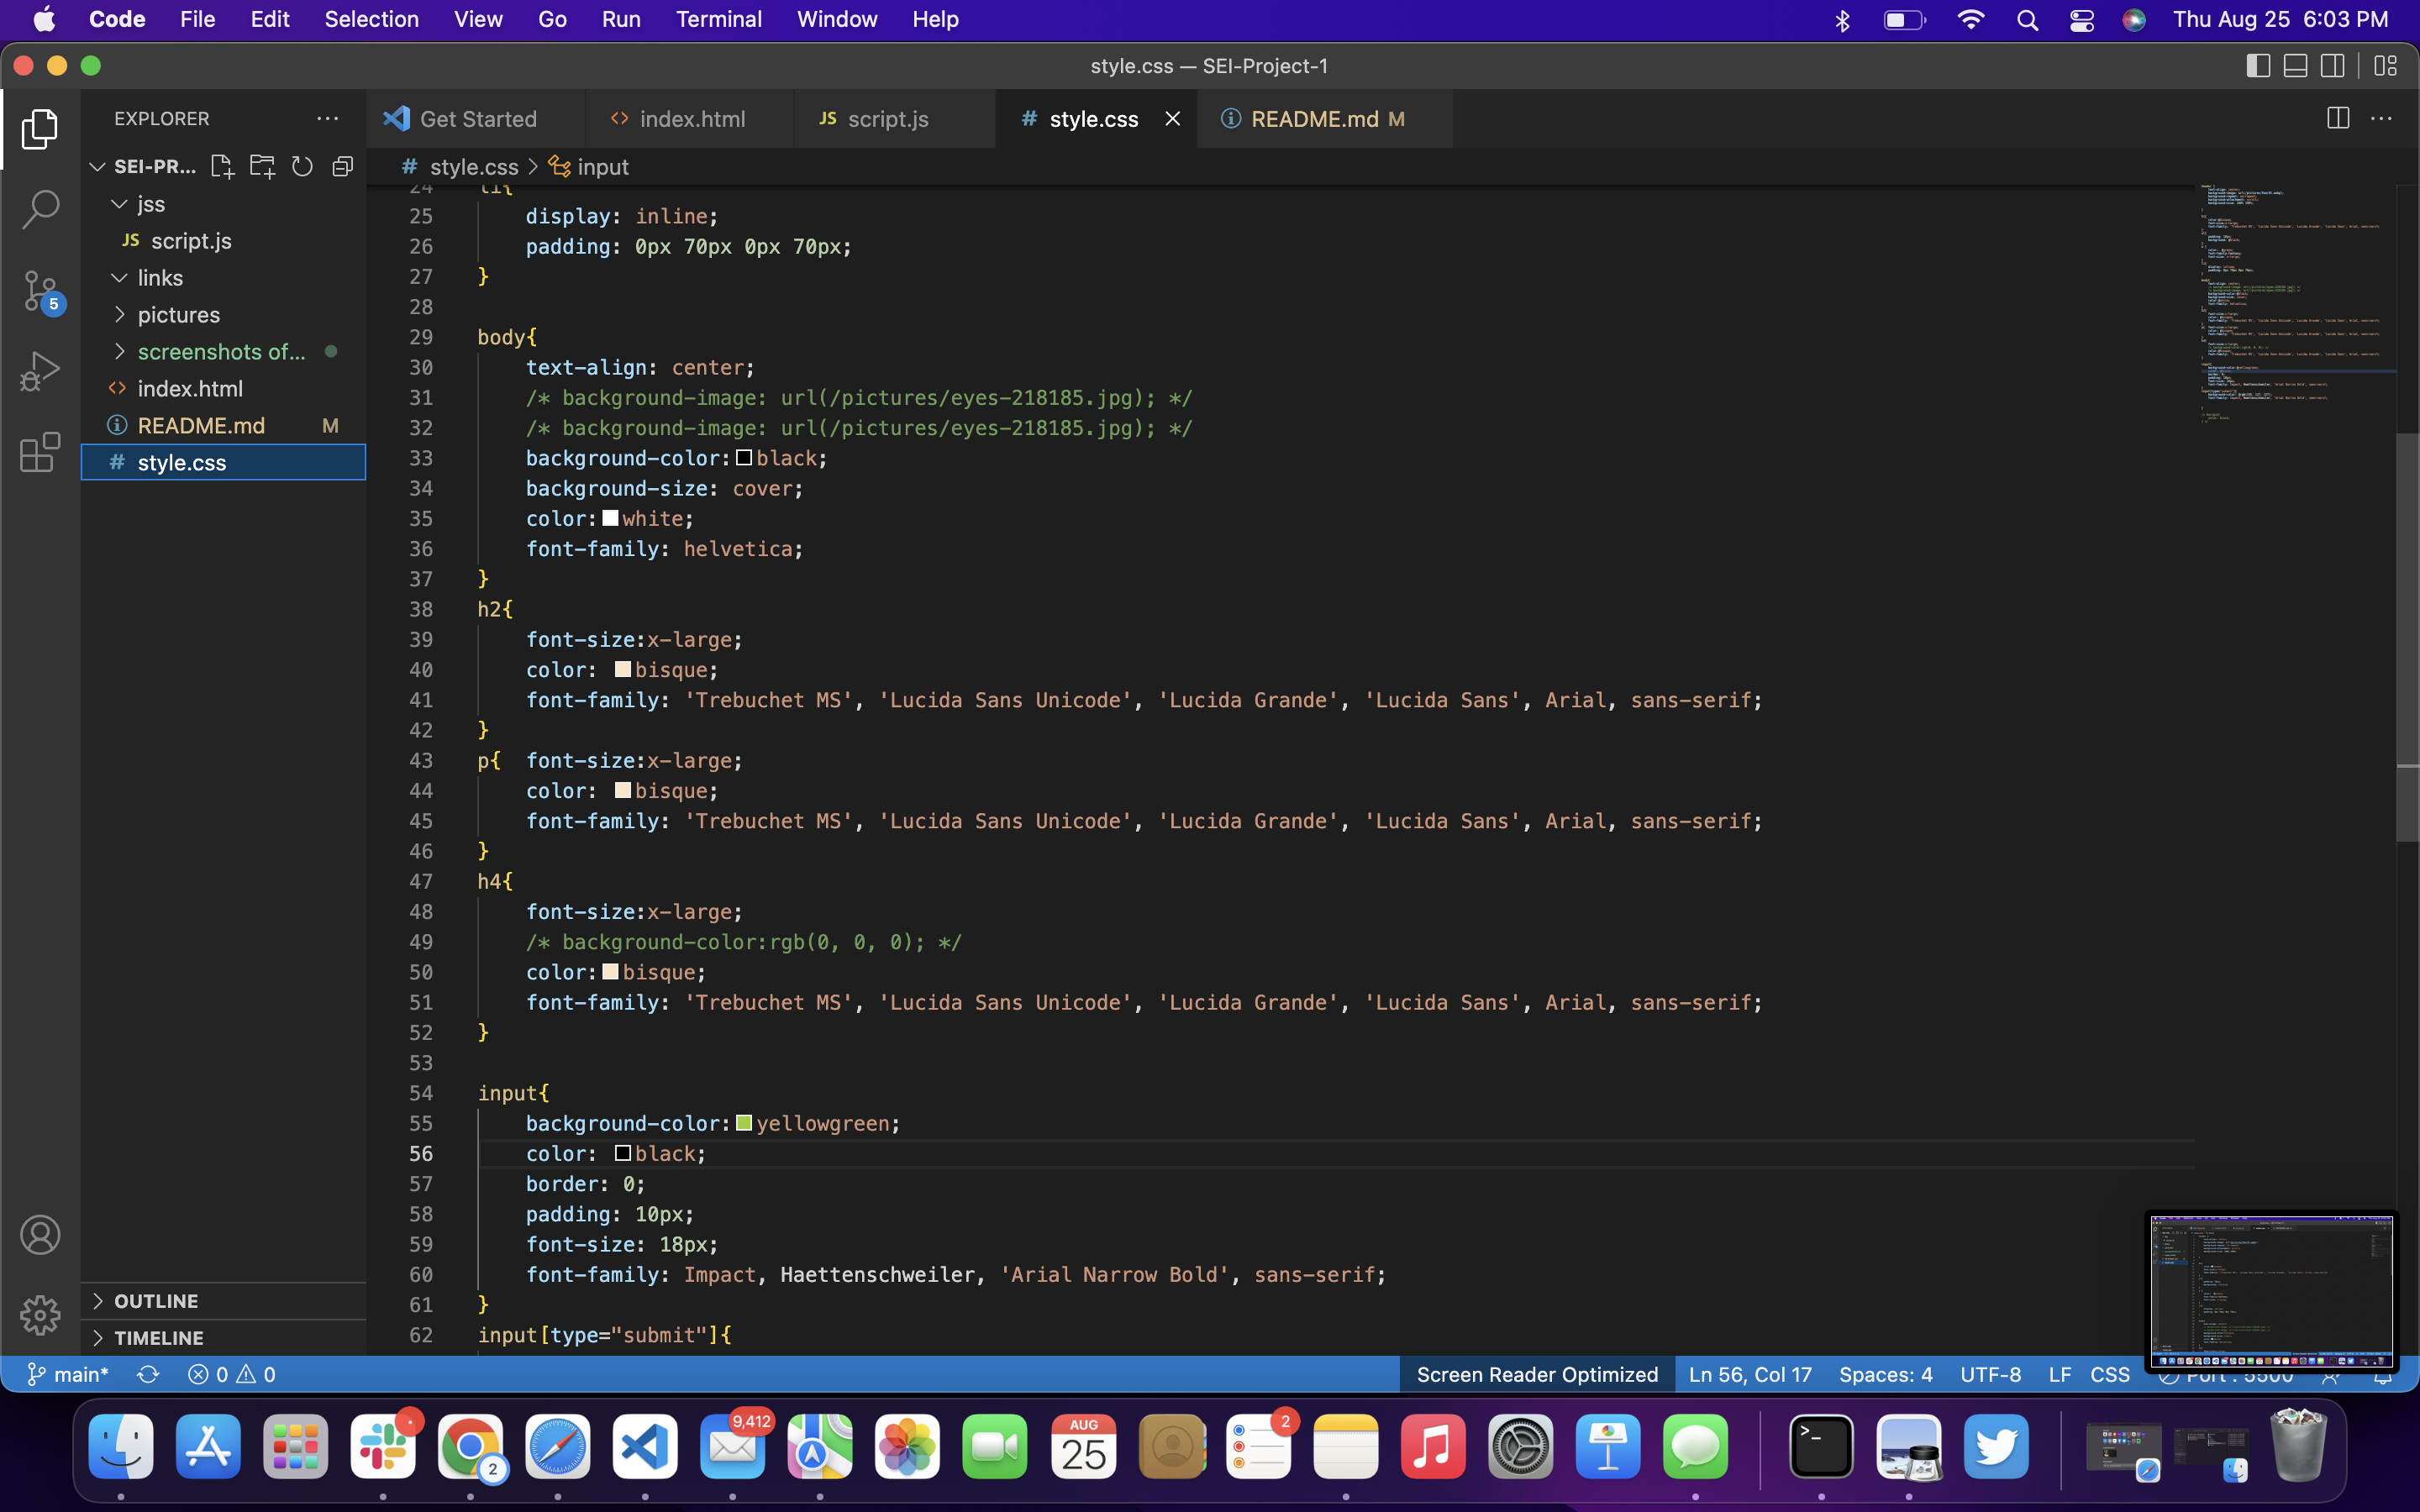 Code File Edit Selection View Go Run Terminal Window Help Thu Aug 25 6:03 PM
style.css — SEI-Project-1
EXPLORER
Get Started
index.html
JS script.js
# style.css
README.md M
SEI-PR...
# style.css > input
jss
JS script.js
links
pictures
screenshots of...
index.html
README.md M
# style.css
24 li{
25 display: inline;
26 padding: 0px 70px 0px 70px;
27 }
28
29 body{
30 text-align: center;
31 /* background-image: url(/pictures/eyes-218185.jpg); */
32 /* background-image: url(/pictures/eyes-218185.jpg); */
33 background-color: black;
34 background-size: cover;
35 color: white;
36 font-family: helvetica;
37 }
38 h2{
39 font-size:x-large;
40 color: bisque;
41 font-family: 'Trebuchet MS', 'Lucida Sans Unicode', 'Lucida Grande', 'Lucida Sans', Arial, sans-serif;
42 }
43 p{ font-size:x-large;
44 color: bisque;
45 font-family: 'Trebuchet MS', 'Lucida Sans Unicode', 'Lucida Grande', 'Lucida Sans', Arial, sans-serif;
46 }
47 h4{
48 font-size:x-large;
49 /* background-color:rgb(0, 0, 0); */
50 color: bisque;
51 font-family: 'Trebuchet MS', 'Lucida Sans Unicode', 'Lucida Grande', 'Lucida Sans', Arial, sans-serif;
52 }
53
54 input{
55 background-color: yellowgreen;
56 color: black;
57 border: 0;
58 padding: 10px;
59 font-size: 18px;
60 font-family: Impact, Haettenschweiler, 'Arial Narrow Bold', sans-serif;
61 }
62 input[type="submit"]{
5
OUTLINE
TIMELINE
main* 0 0 Screen Reader Optimized Ln 56, Col 17 Spaces: 4 UTF-8 LF CSS Port : 5500
2
9,412
AUG
25
2